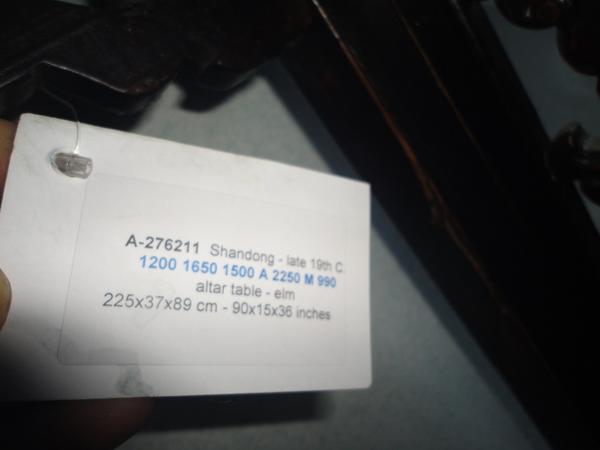 A-276211 Shandong - late 19th C.
1200 1650 1500 A 2250 M 990
altar table - elm
225x37x89 cm - 90x15x36 inches